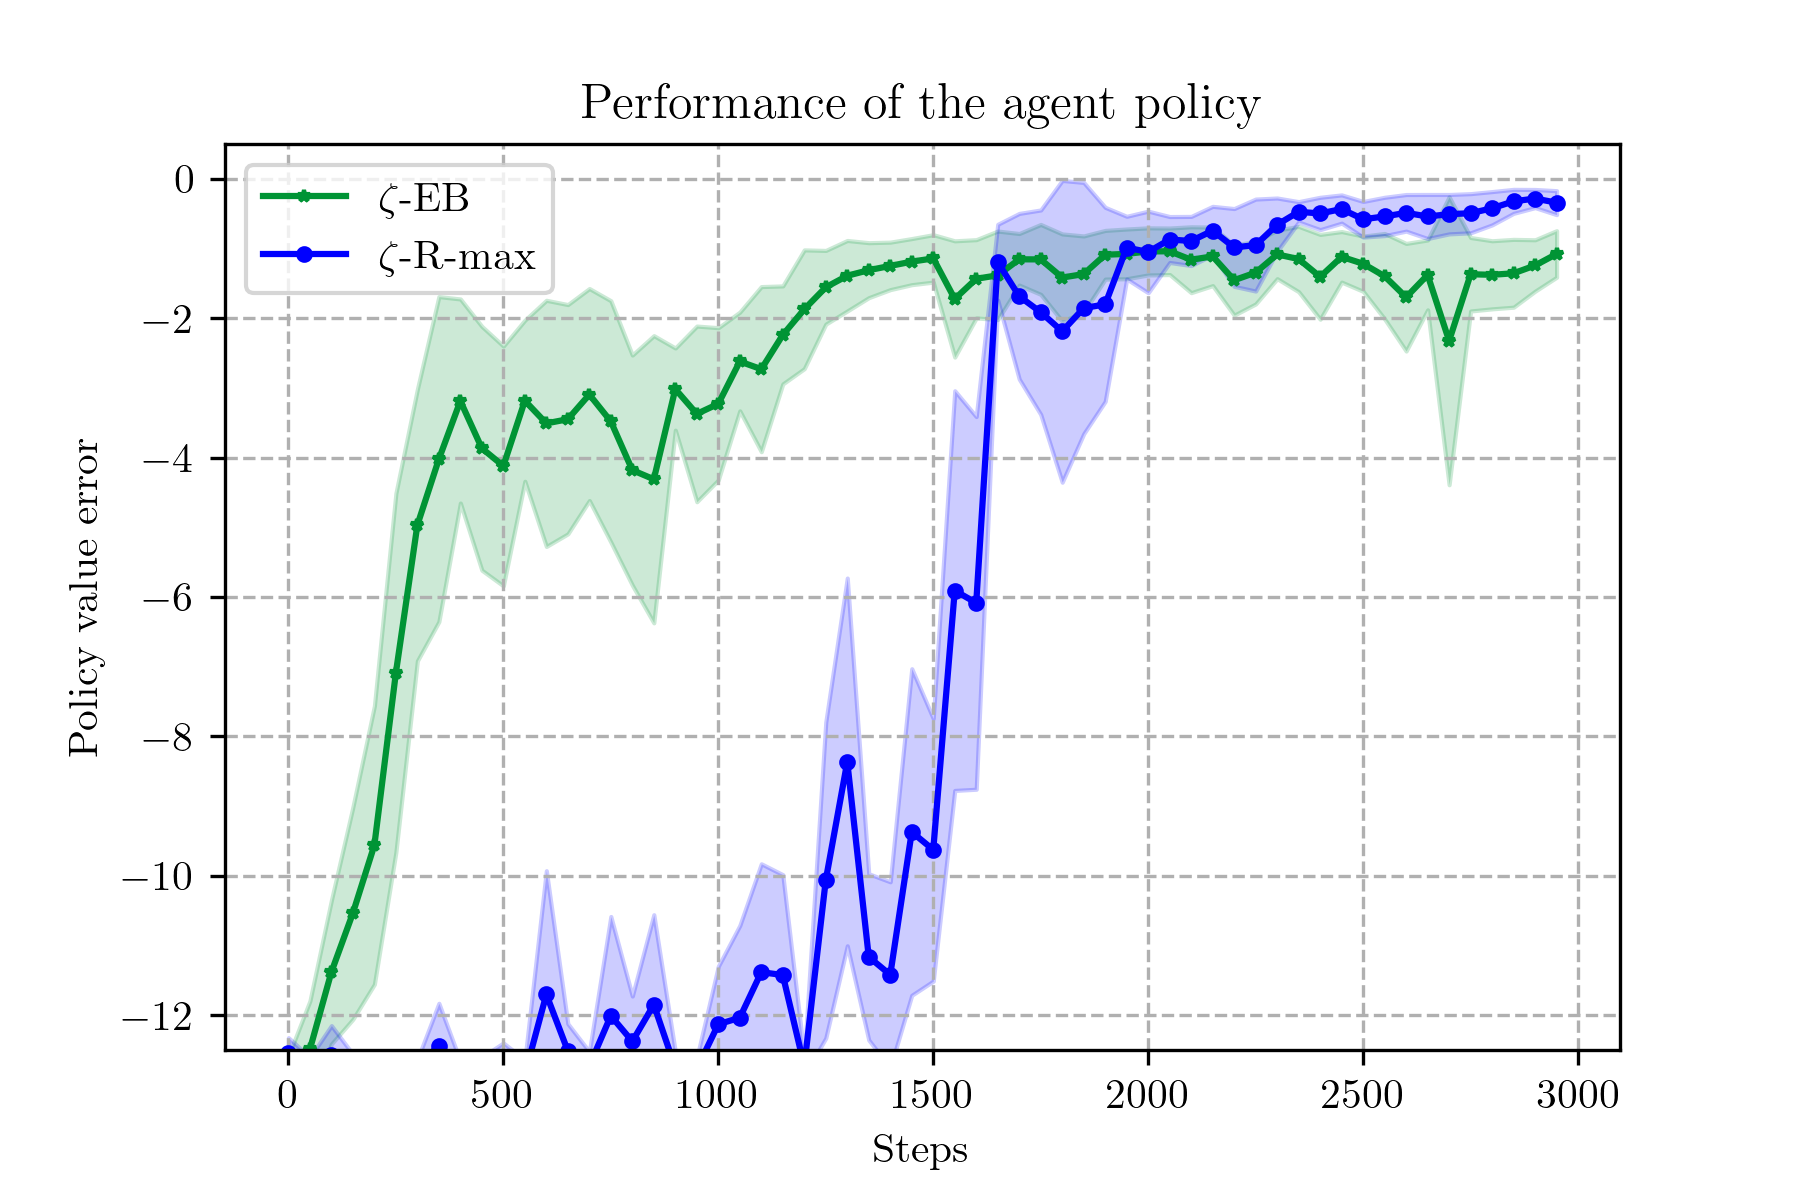 Performance of the agent policy
ζ-EB
ζ-R-max
Policy value error
0
−2
−4
−6
−8
−10
−12
0 500 1000 1500 2000 2500 3000
Steps